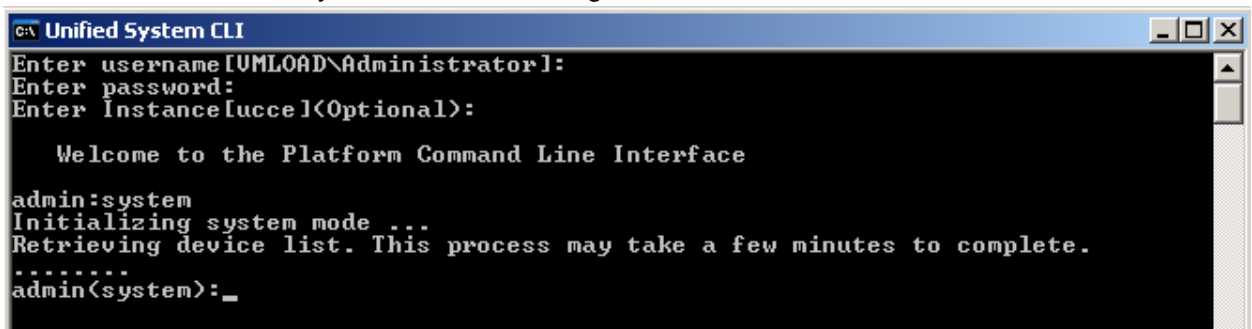 Unified System CLI
Enter username[VMLOAD\Administrator]:
Enter password:
Enter Instance[ucce](Optional):
Welcome to the Platform Command Line Interface
admin:system
Initializing system mode ...
Retrieving device list. This process may take a few minutes to complete.
........
admin(system):_